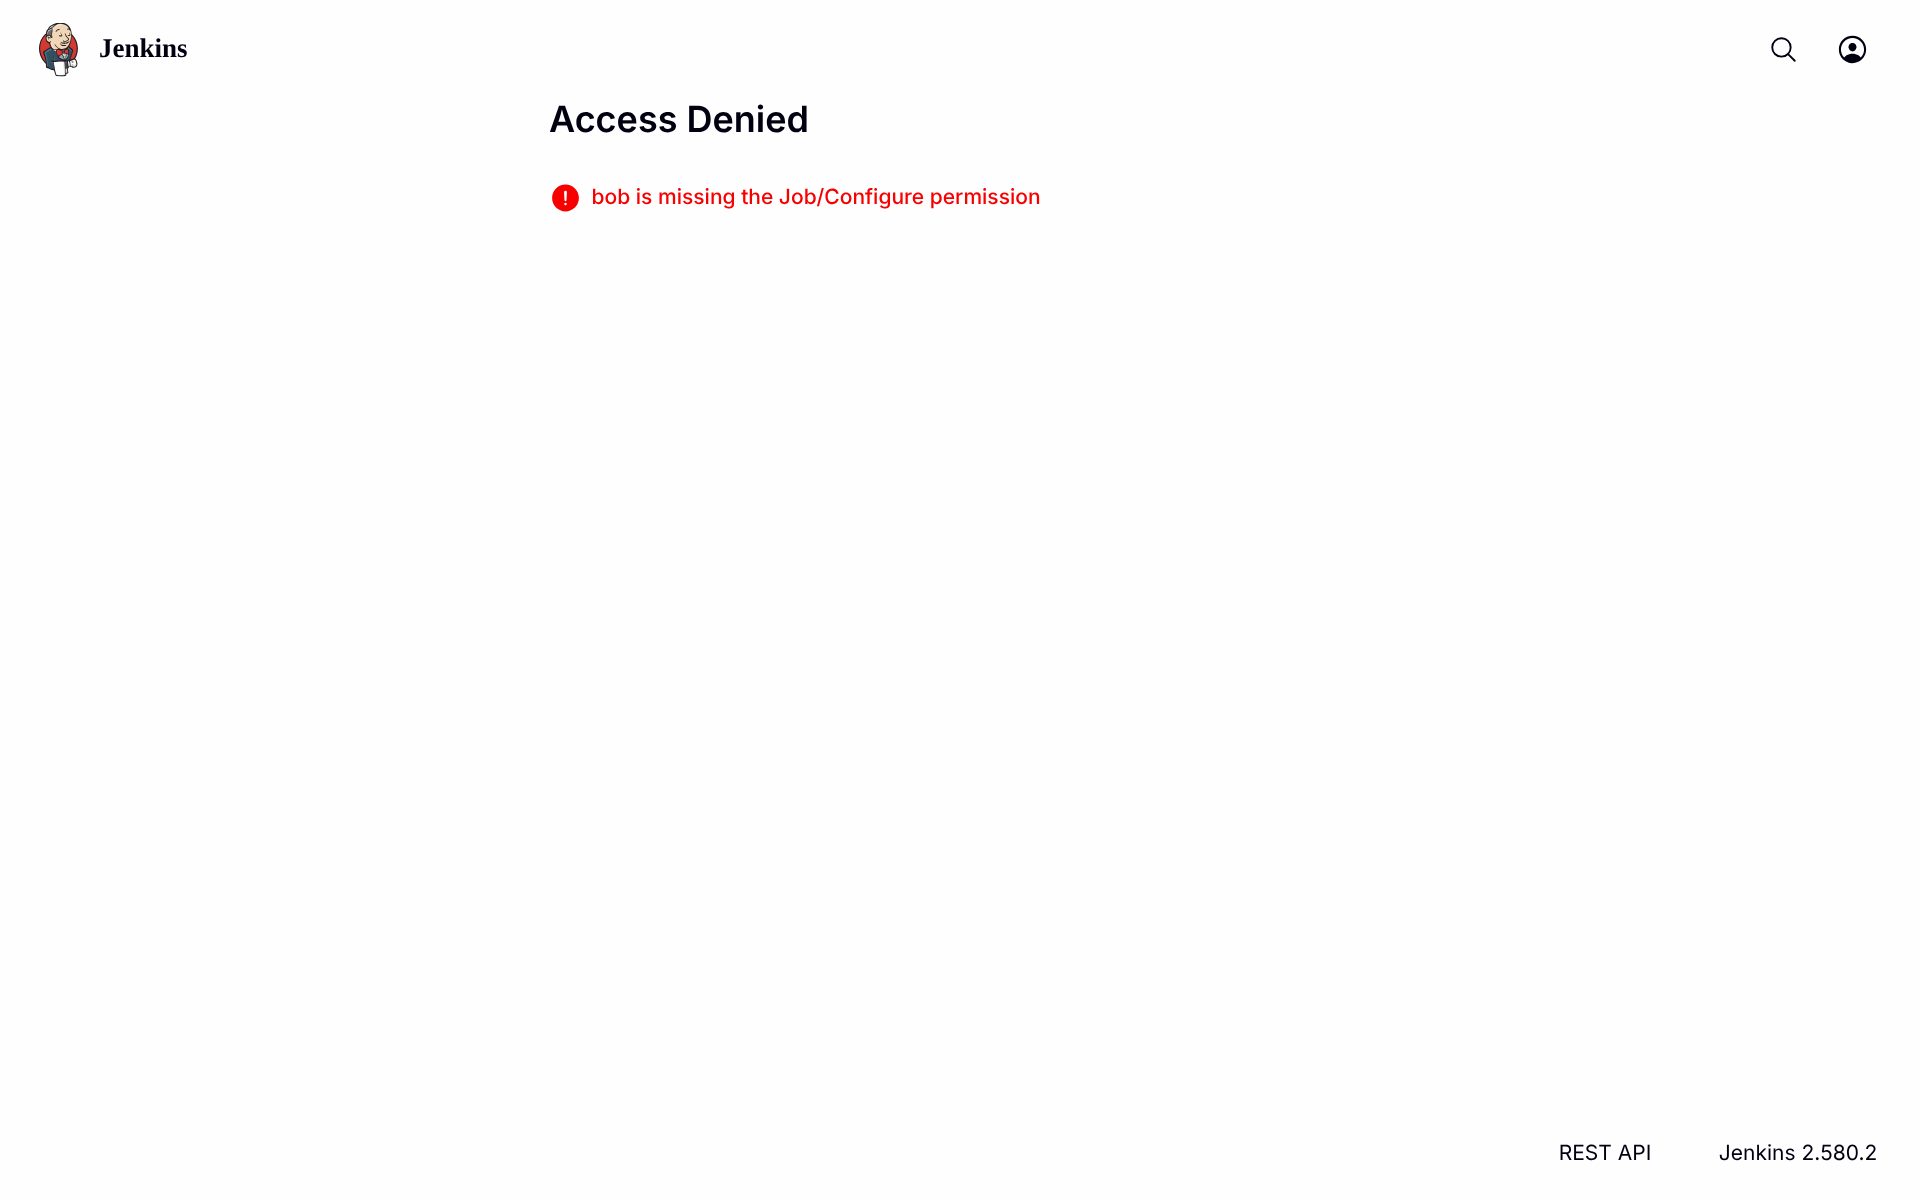 Jenkins
Access Denied
bob is missing the Job/Configure permission
REST API
Jenkins 2.580.2